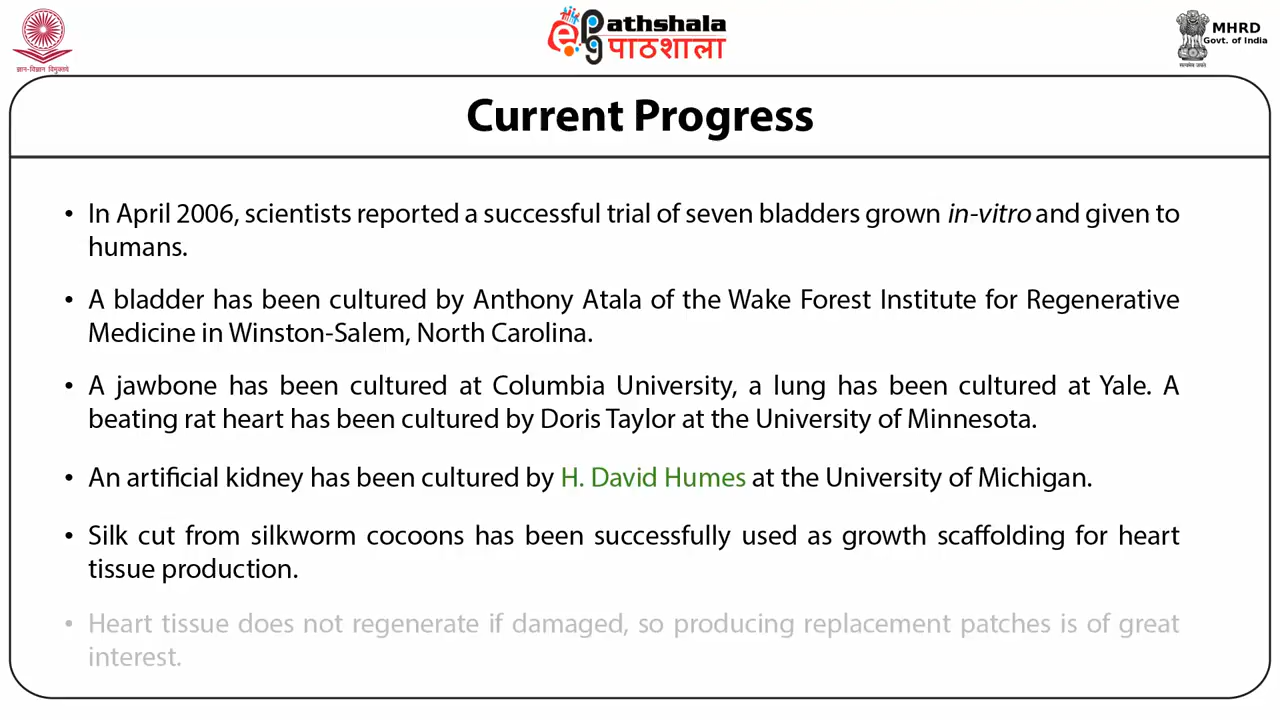 ज्ञान-विज्ञान विमुक्तये
ePathshala
पाठशाला
MHRD
Govt. of India
सत्यमेव जयते
Current Progress
• In April 2006, scientists reported a successful trial of seven bladders grown in-vitro and given to
humans.
• A bladder has been cultured by Anthony Atala of the Wake Forest Institute for Regenerative
Medicine in Winston-Salem, North Carolina.
• A jawbone has been cultured at Columbia University, a lung has been cultured at Yale. A
beating rat heart has been cultured by Doris Taylor at the University of Minnesota.
• An artificial kidney has been cultured by H. David Humes at the University of Michigan.
• Silk cut from silkworm cocoons has been successfully used as growth scaffolding for heart
tissue production.
• Heart tissue does not regenerate if damaged, so producing replacement patches is of great
interest.